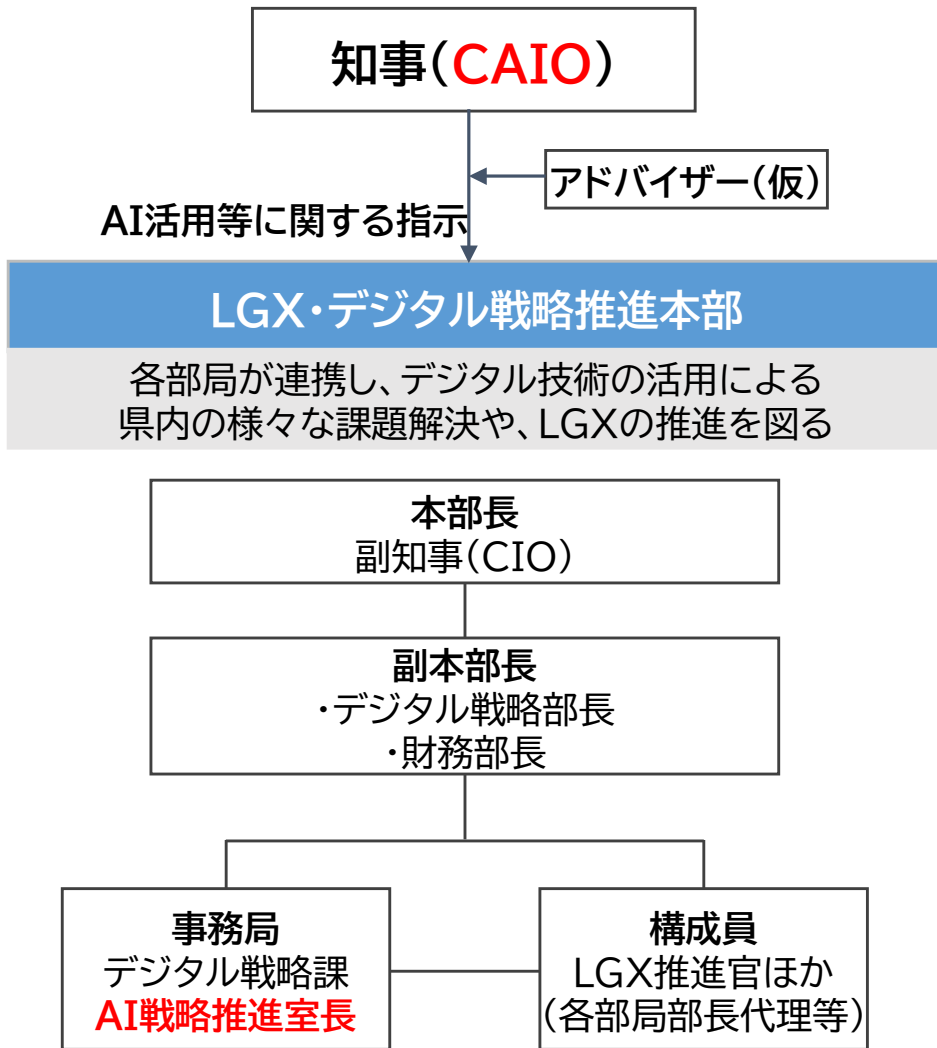 知事（CAIO）
アドバイザー（仮）
AI活用等に関する指示
LGX・デジタル戦略推進本部
各部局が連携し、デジタル技術の活用による
県内の様々な課題解決や、LGXの推進を図る
本部長
副知事（CIO）
副本部長
・デジタル戦略部長
・財務部長
事務局
デジタル戦略課
AI戦略推進室長
構成員
LGX推進官ほか
（各部局部長代理等）